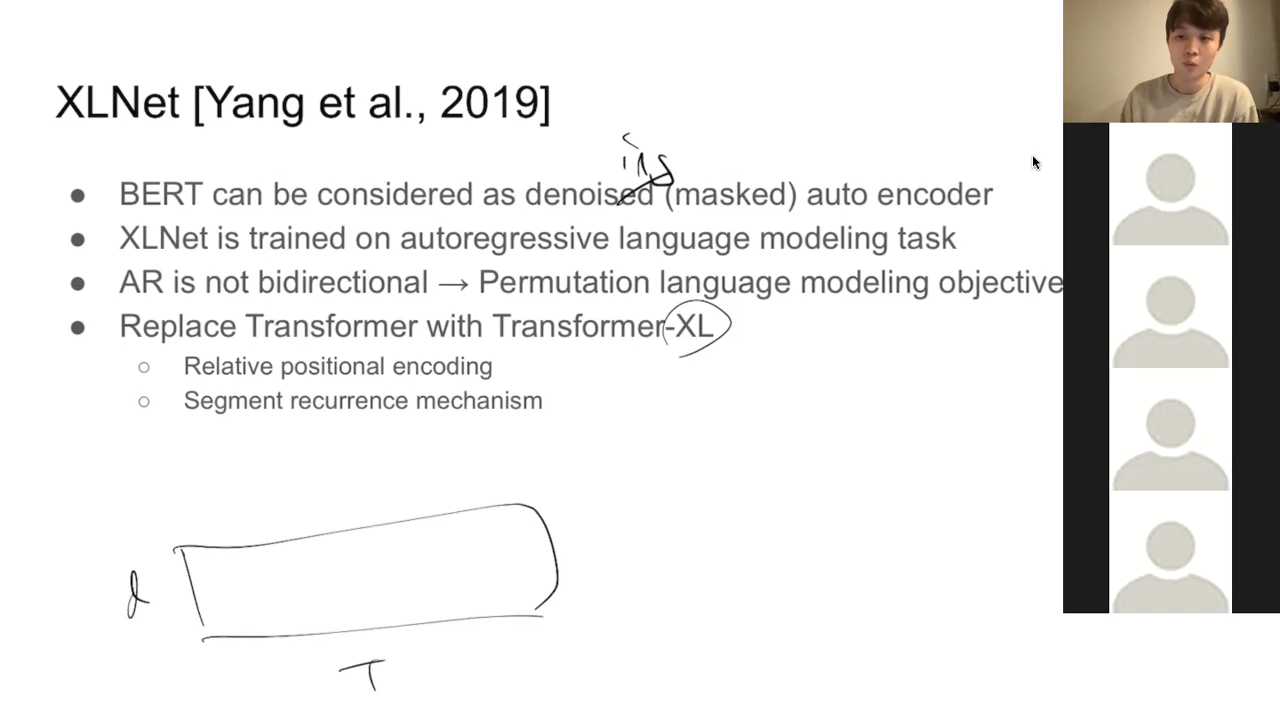 XLNet [Yang et al., 2019]
ing
● BERT can be considered as denoised (masked) auto encoder
● XLNet is trained on autoregressive language modeling task
● AR is not bidirectional → Permutation language modeling objective
● Replace Transformer with Transformer-XL
○ Relative positional encoding
○ Segment recurrence mechanism
d
T